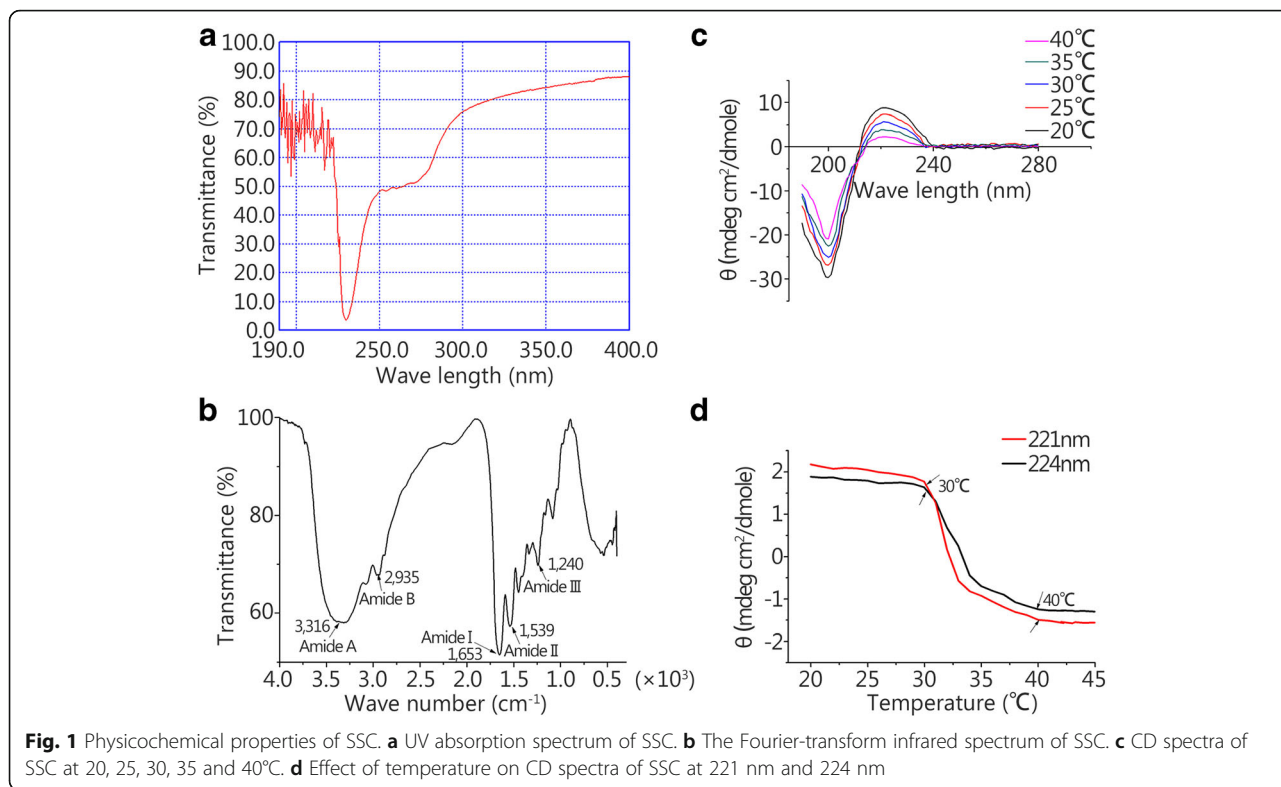 a
100.0
90.0
80.0
70.0
60.0
50.0
40.0
30.0
20.0
10.0
0.0
Transmittance (%)
190.0 250.0 300.0 350.0 400.0
Wave length (nm)
c
40℃
35℃
30℃
25℃
20℃
10
0
-10
-20
-30
θ (mdeg cm²/dmole)
200 240 280
Wave length (nm)
b
100
80
60
Transmittance (%)
3,316
Amide A
2,935
Amide B
Amide I
1,653
1,539
Amide II
1,240
Amide III
4.0 3.5 3.0 2.5 2.0 1.5 1.0 0.5 (×10³)
Wave number (cm⁻¹)
d
221nm
224nm
2
1
0
-1
-2
θ (mdeg cm²/dmole)
30℃
40℃
20 25 30 35 40 45
Temperature (℃)
Fig. 1 Physicochemical properties of SSC. a UV absorption spectrum of SSC. b The Fourier-transform infrared spectrum of SSC. c CD spectra of
SSC at 20, 25, 30, 35 and 40℃. d Effect of temperature on CD spectra of SSC at 221 nm and 224 nm